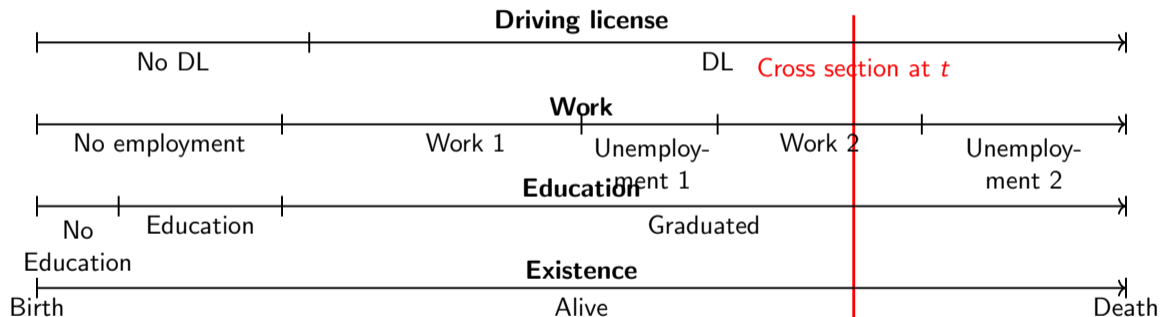 Driving license
No DL
DL
Cross section at t
Work
No employment
Work 1
Unemploy-
ment 1
Work 2
Unemploy-
ment 2
Education
No
Education
Education
Graduated
Existence
Birth
Alive
Death